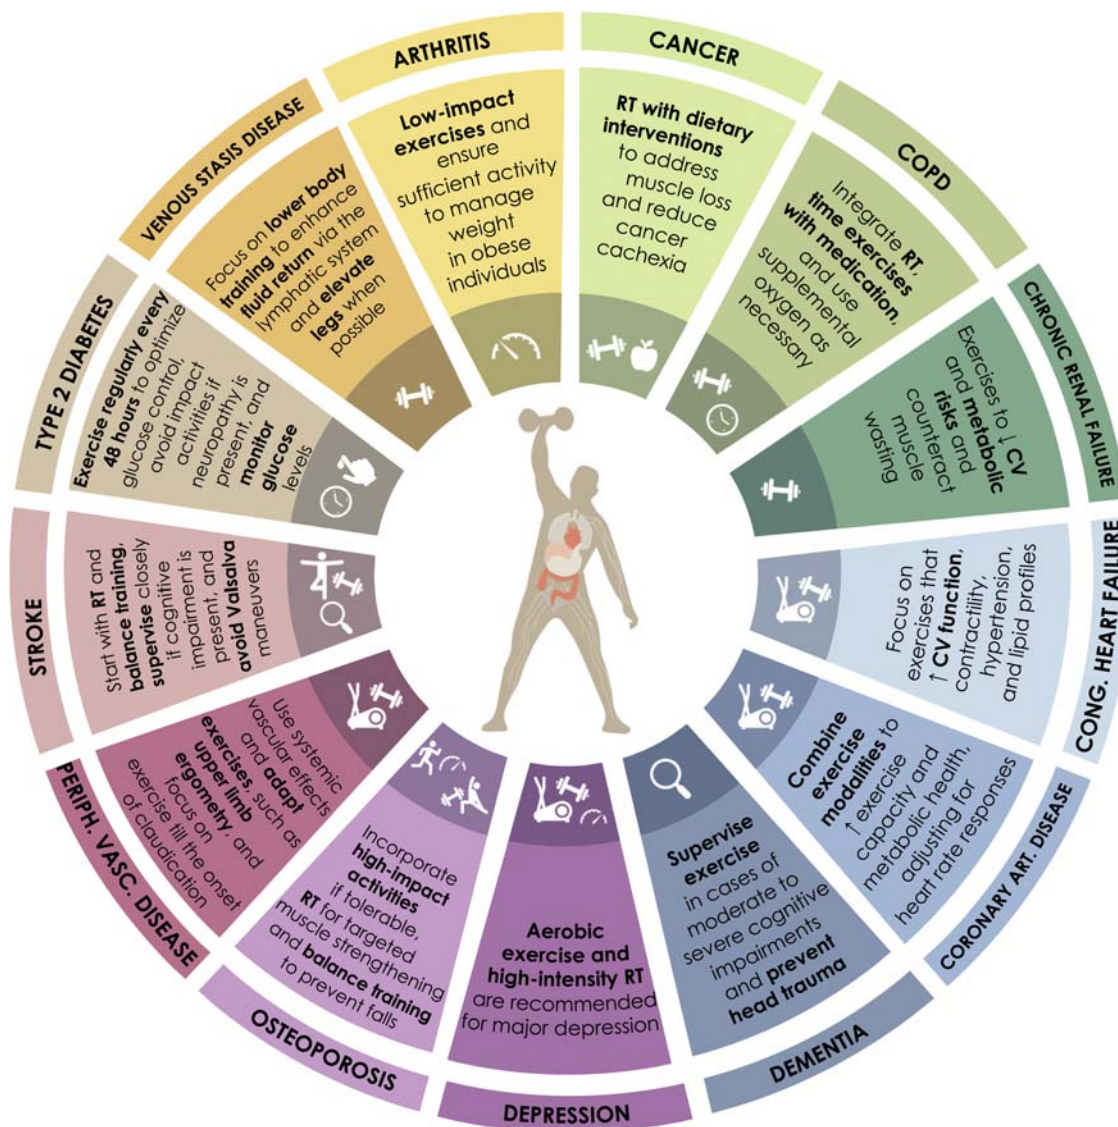 ARTHRITIS
Low-impact
exercises and
ensure
sufficient activity
to manage
weight
in obese
individuals
CANCER
RT with dietary
interventions
to address
muscle loss
and reduce
cancer
cachexia
COPD
Integrate RT,
time exercises
with medication,
and use
supplemental
oxygen as
necessary
CHRONIC RENAL FAILURE
Exercises to ↓ CV
and metabolic
risks and
counteract
muscle
wasting
CONG. HEART FAILURE
Focus on
exercises that
↑ CV function,
contractility,
hypertension,
and lipid profiles
CORONARY ART. DISEASE
Combine
exercise
modalities to
↑ exercise
capacity and
metabolic health,
adjusting for
heart rate responses
DEMENTIA
Supervise
exercise
in cases of
moderate to
severe cognitive
impairments
and prevent
head trauma
DEPRESSION
Aerobic
exercise and
high-intensity RT
are recommended
for major depression
OSTEOPOROSIS
Incorporate
high-impact
activities
if tolerable,
RT for targeted
muscle strengthening
and balance training
to prevent falls
PERIPH. VASC. DISEASE
Use systemic
vascular effects
and adapt
exercises, such as
upper limb
ergometry, and
focus on
exercise fill the onset
of claudication
STROKE
Start with RT and
balance training,
supervise closely
if cognitive
impairment is
present, and
avoid Valsalva
maneuvers
TYPE 2 DIABETES
Exercise regularly every
48 hours to optimize
glucose control,
avoid impact
activities if
neuropathy is
present, and
monitor
glucose
levels
VENOUS STASIS DISEASE
Focus on lower body
training to enhance
fluid return via the
lymphatic system
and elevate
legs when
possible